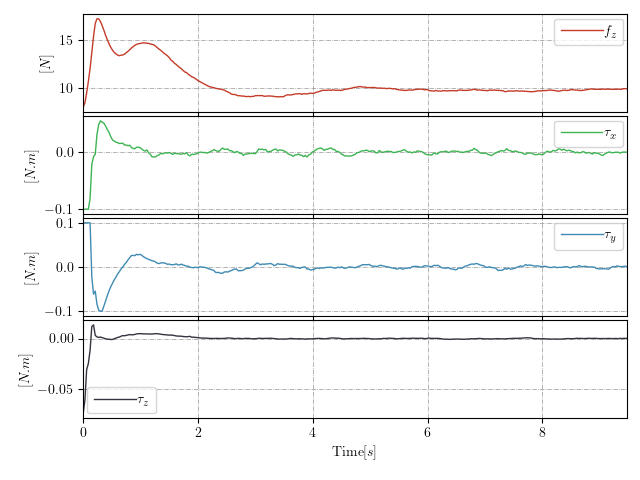 [N]
15
10
f_z
[N.m]
0.0
−0.1
τ_x
[N.m]
0.1
0.0
−0.1
τ_y
[N.m]
0.00
−0.05
τ_z
0 2 4 6 8
Time[s]